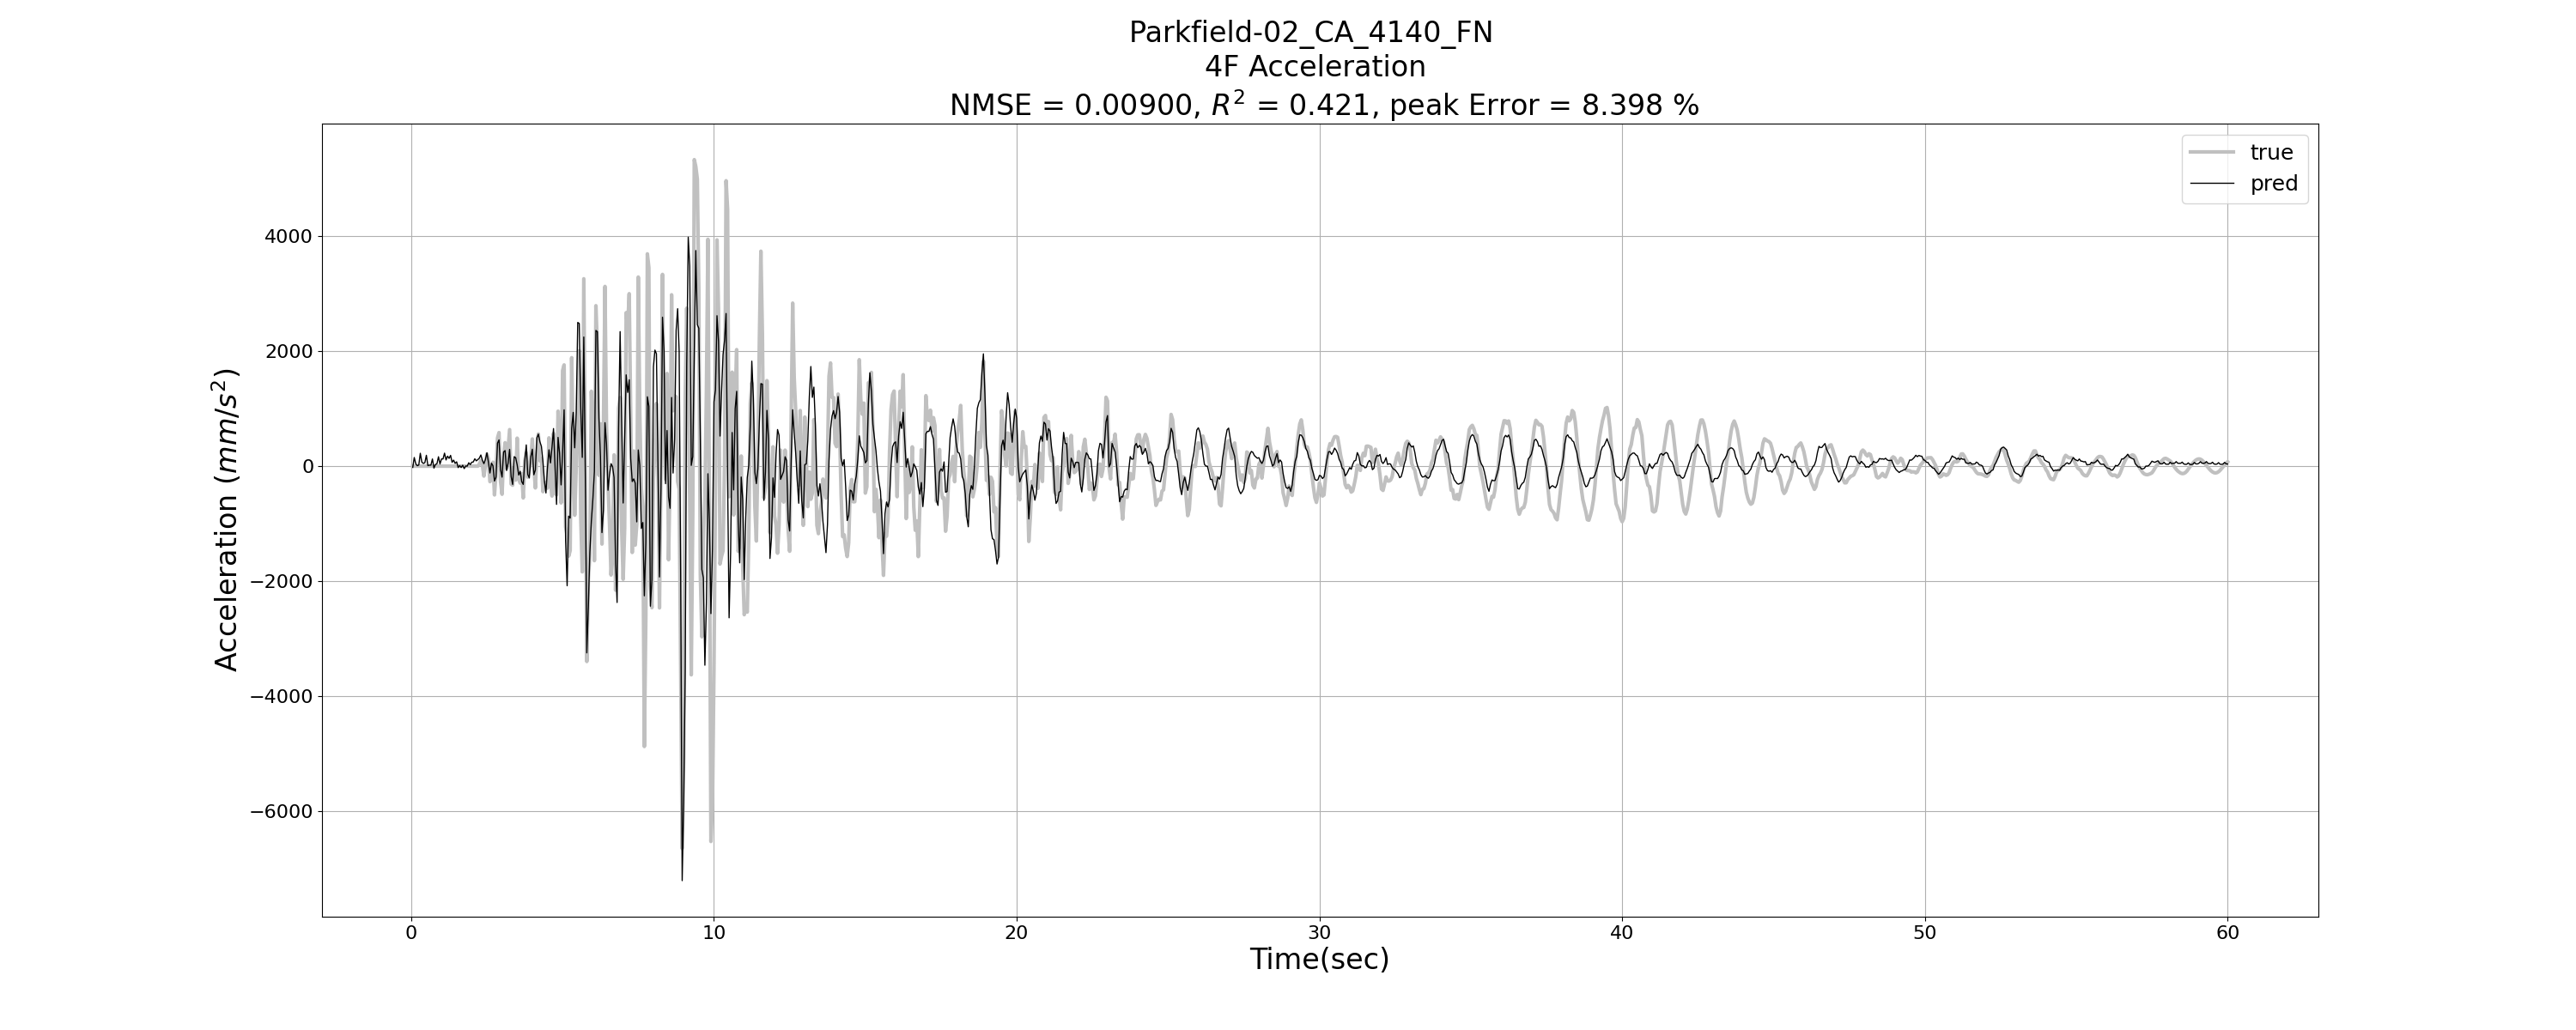 Parkfield-02_CA_4140_FN
4F Acceleration
NMSE = 0.00900, R² = 0.421, peak Error = 8.398 %
true
pred
4000
2000
0
−2000
−4000
−6000
Acceleration (mm/s²)
0 10 20 30 40 50 60
Time(sec)